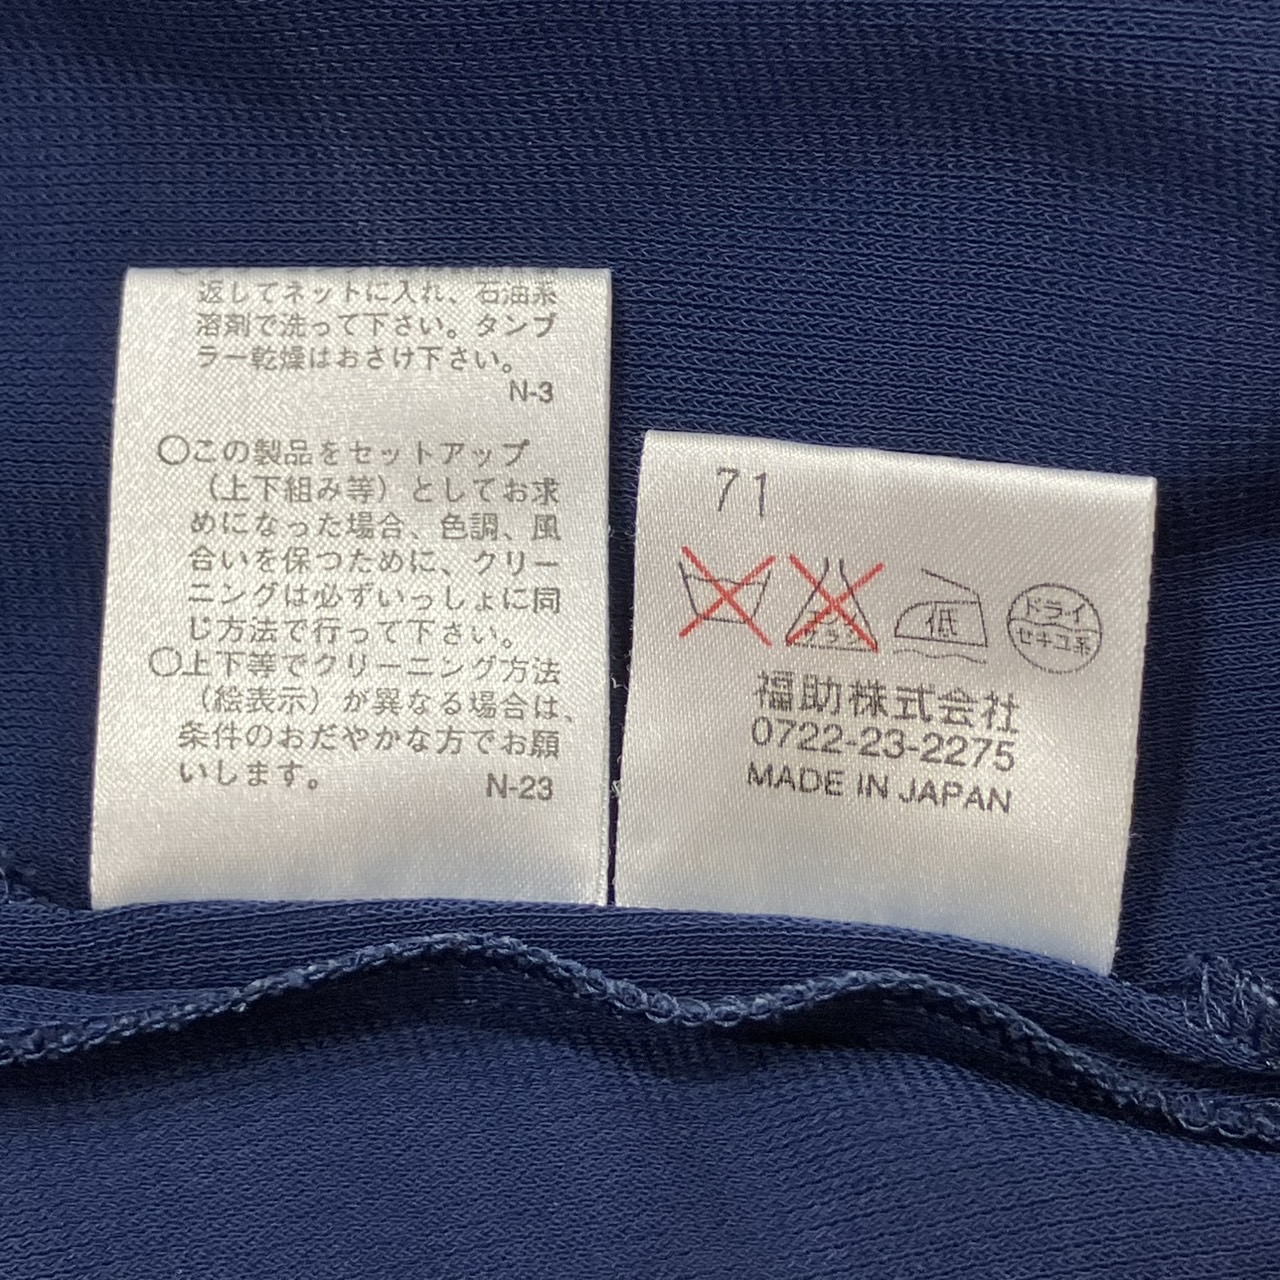 返してネットに入れ、石油系
溶剤で洗って下さい。タンブ
ラー乾燥はおさけ下さい。
N-3
○この製品をセットアップ
（上下組み等）としてお求
めになった場合、色調、風
合いを保つために、クリー
ニングは必ずいっしょに同
じ方法で行って下さい。
○上下等でクリーニング方法
（絵表示）が異なる場合は、
条件のおだやかな方でお願
いします。
N-23
71
エンソ
サラシ
低
ドライ
セキユ系
福助株式会社
0722-23-2275
MADE IN JAPAN